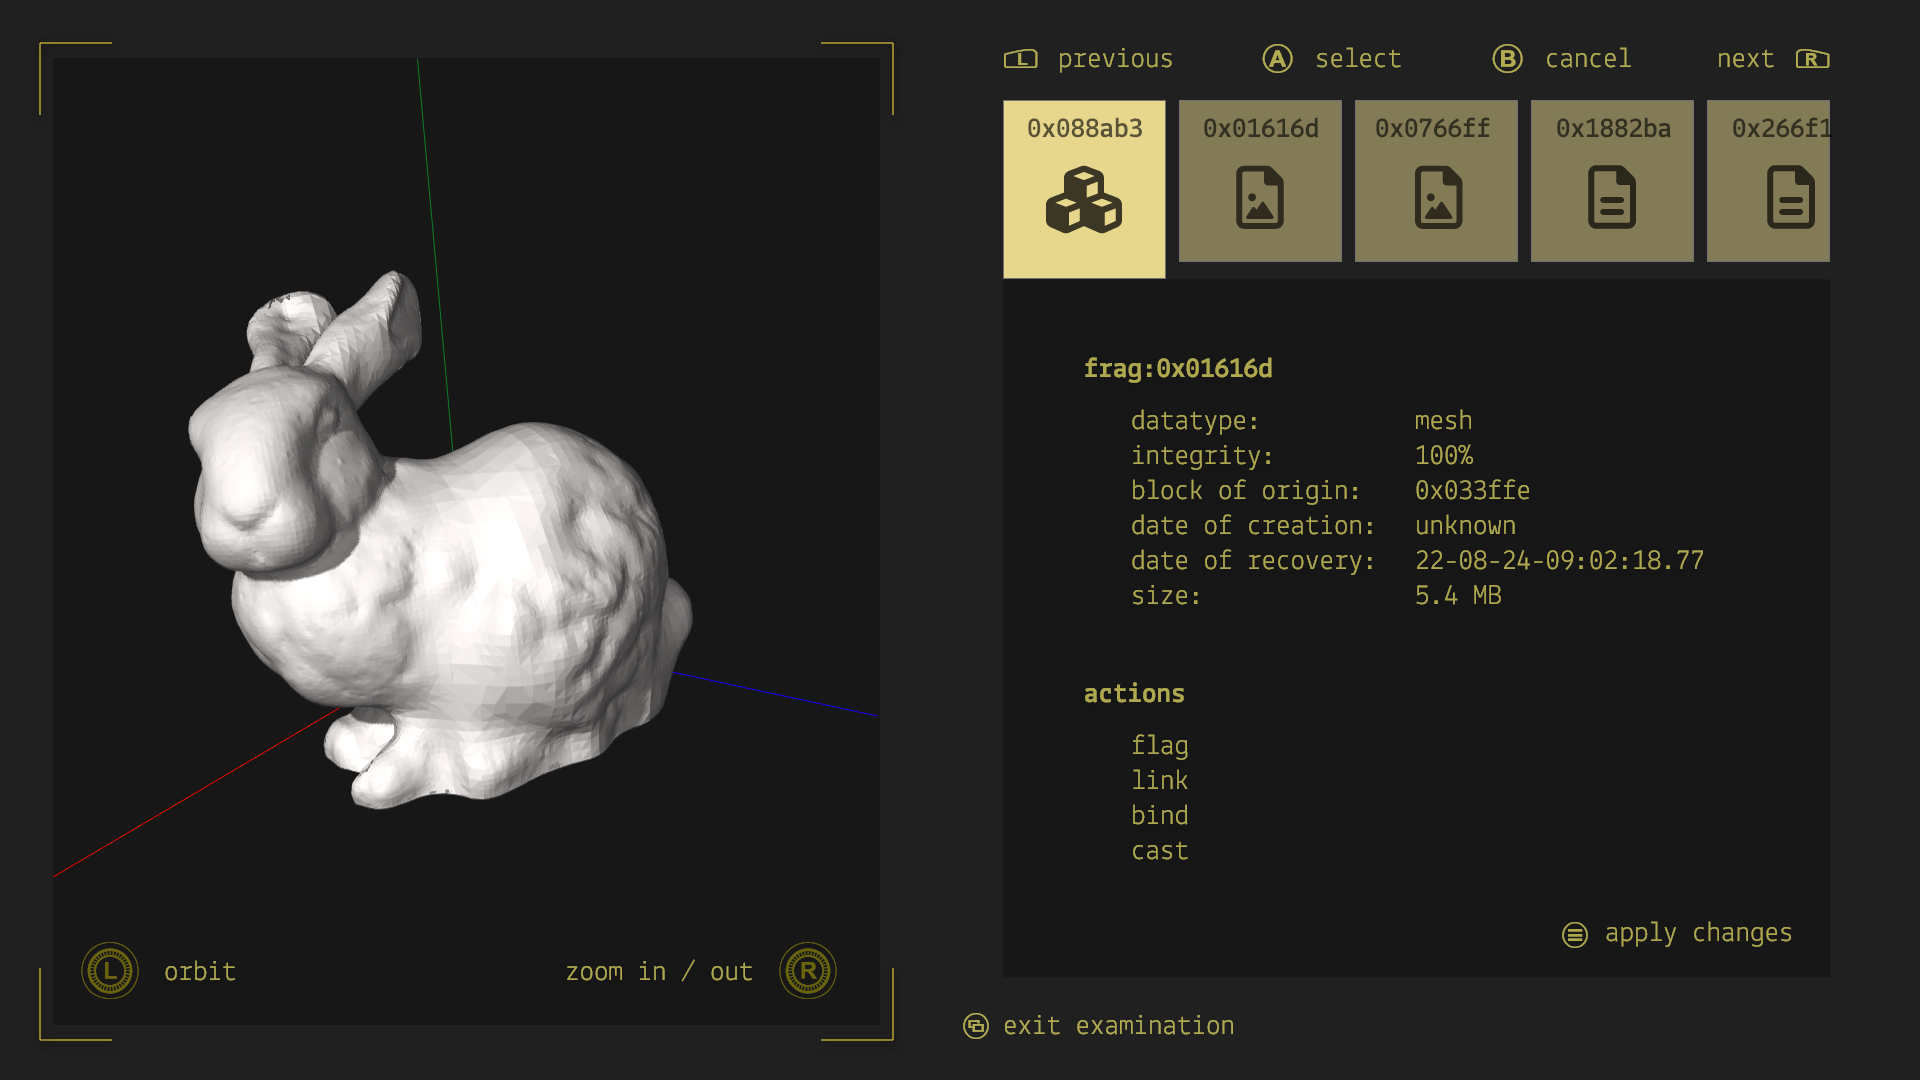 L previous A select B cancel next R
0x088ab3 0x01616d 0x0766ff 0x1882ba 0x266f1
frag:0x01616d
datatype: mesh
integrity: 100%
block of origin: 0x033ffe
date of creation: unknown
date of recovery: 22-08-24-09:02:18.77
size: 5.4 MB
actions
flag
link
bind
cast
apply changes
L orbit zoom in / out R
exit examination